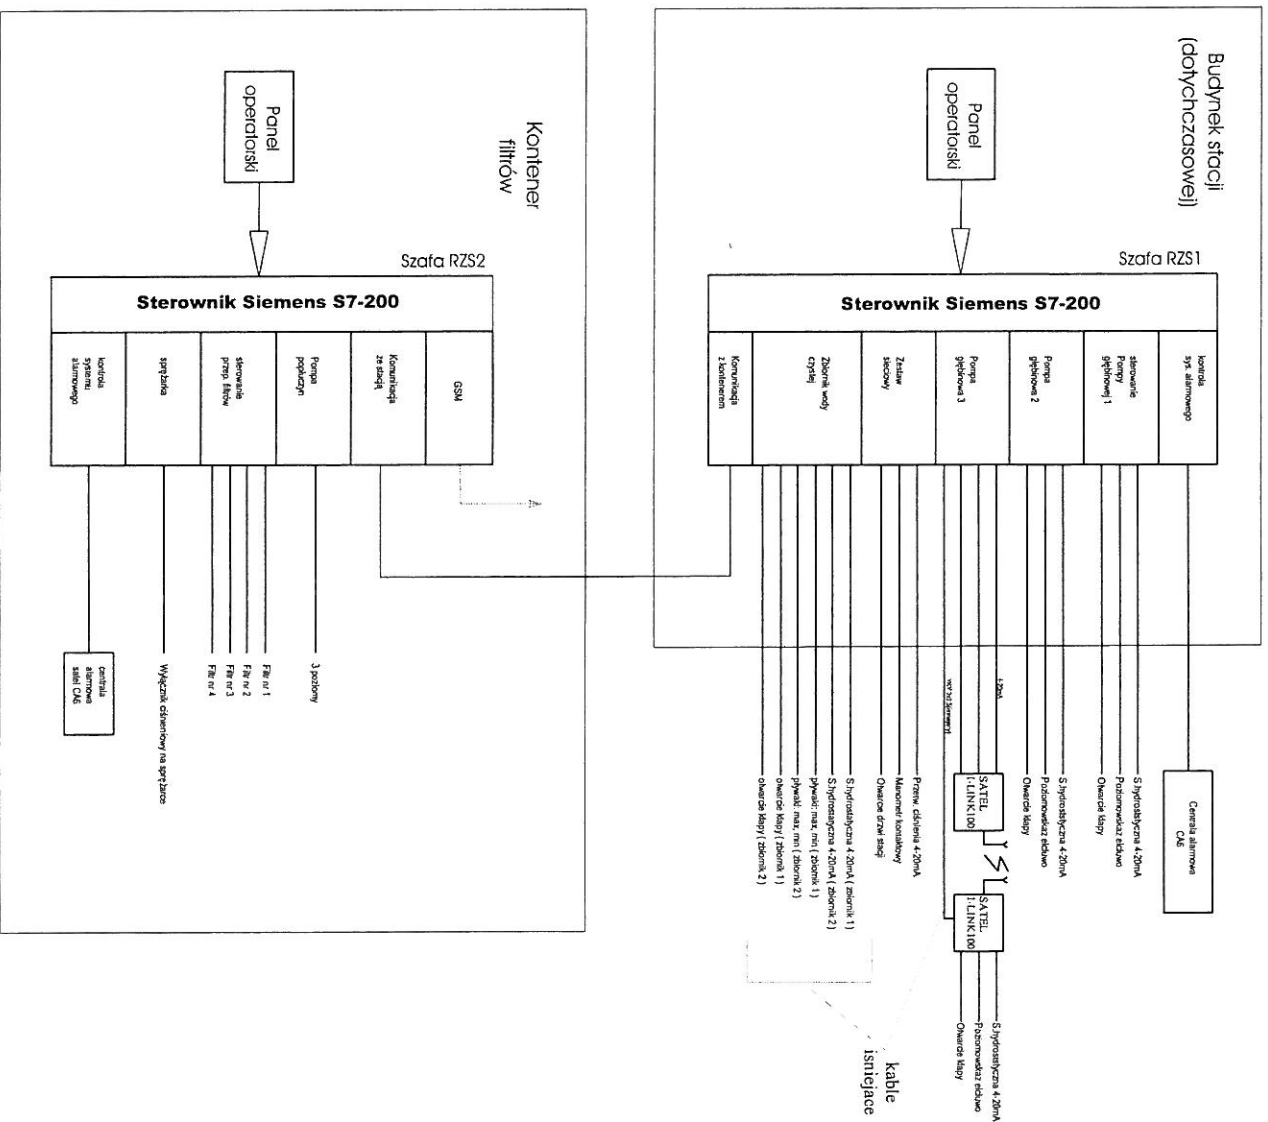 Kontener
filtrów
Panel
operatorski
Szafa RZS2
Sterownik Siemens S7-200
kontrola
systemu
alarmowego
sprężarka
sterowanie
przep. filtrów
Pompa
popłuczyn
Komunikacja
ze stacją
GSM
centrala
alarmowa
satel CA6
Wyłącznik ciśnieniowy na sprężarce
Filtr nr 4
Filtr nr 3
Filtr nr 2
Filtr nr 1
3 poziomy
Budynek stacji
(dotychczasowej)
Panel
operatorski
Szafa RZS1
Sterownik Siemens S7-200
Komunikacja
z kontenerem
Zbiornik wody
czystej
Zestaw
sieciowy
Pompa
głębinowa 3
Pompa
głębinowa 2
sterowanie
Pompy
głębinowej 1
kontrola
sys. alarmowego
otwarcie klapy ( zbiornik 2 )
otwarcie klapy ( zbiornik 1 )
pływaki: max, min ( zbiornik 2 )
pływaki: max, min ( zbiornik 1 )
S.hydrostatyczna 4-20mA ( zbiornik 2 )
S.hydrostatyczna 4-20mA ( zbiornik 1 )
Otwarcie drzwi stacji
Manometr kontaktowy
Przetw. ciśnienia 4-20mA
4-20mA
SATEL
I-LINK100
SATEL
I-LINK100
Otwarcie klapy
Poziomowskaz elduwo
S.hydrostatyczna 4-20mA
Otwarcie klapy
Poziomowskaz elduwo
S.hydrostatyczna 4-20mA
Otwarcie klapy
Poziomowskaz elduwo
S.hydrostatyczna 4-20mA
Centrala alarmowa
CA6
kable
isniejace